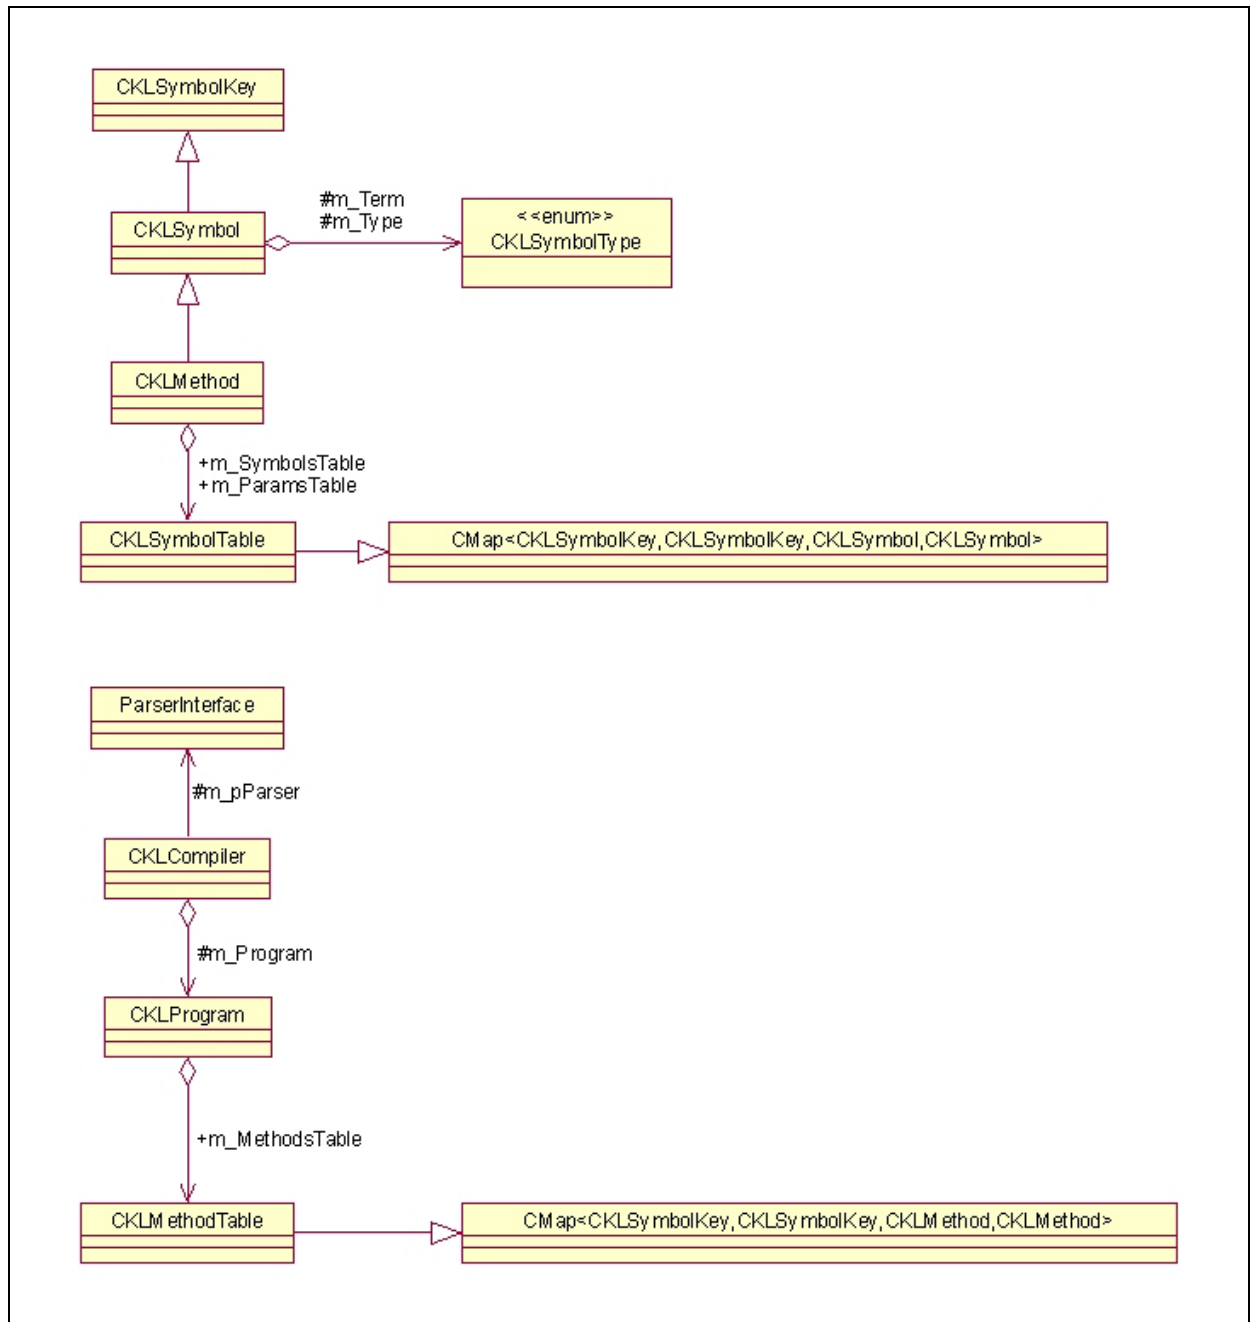 CKLSymbolKey
#m_Term
#m_Type
<<enum>>
CKLSymbolType
CKLSymbol
CKLMethod
+m_SymbolsTable
+m_ParamsTable
CKLSymbolTable
CMap<CKLSymbolKey,CKLSymbolKey,CKLSymbol,CKLSymbol>
ParserInterface
#m_pParser
CKLCompiler
#m_Program
CKLProgram
+m_MethodsTable
CKLMethodTable
CMap<CKLSymbolKey,CKLSymbolKey,CKLMethod,CKLMethod>